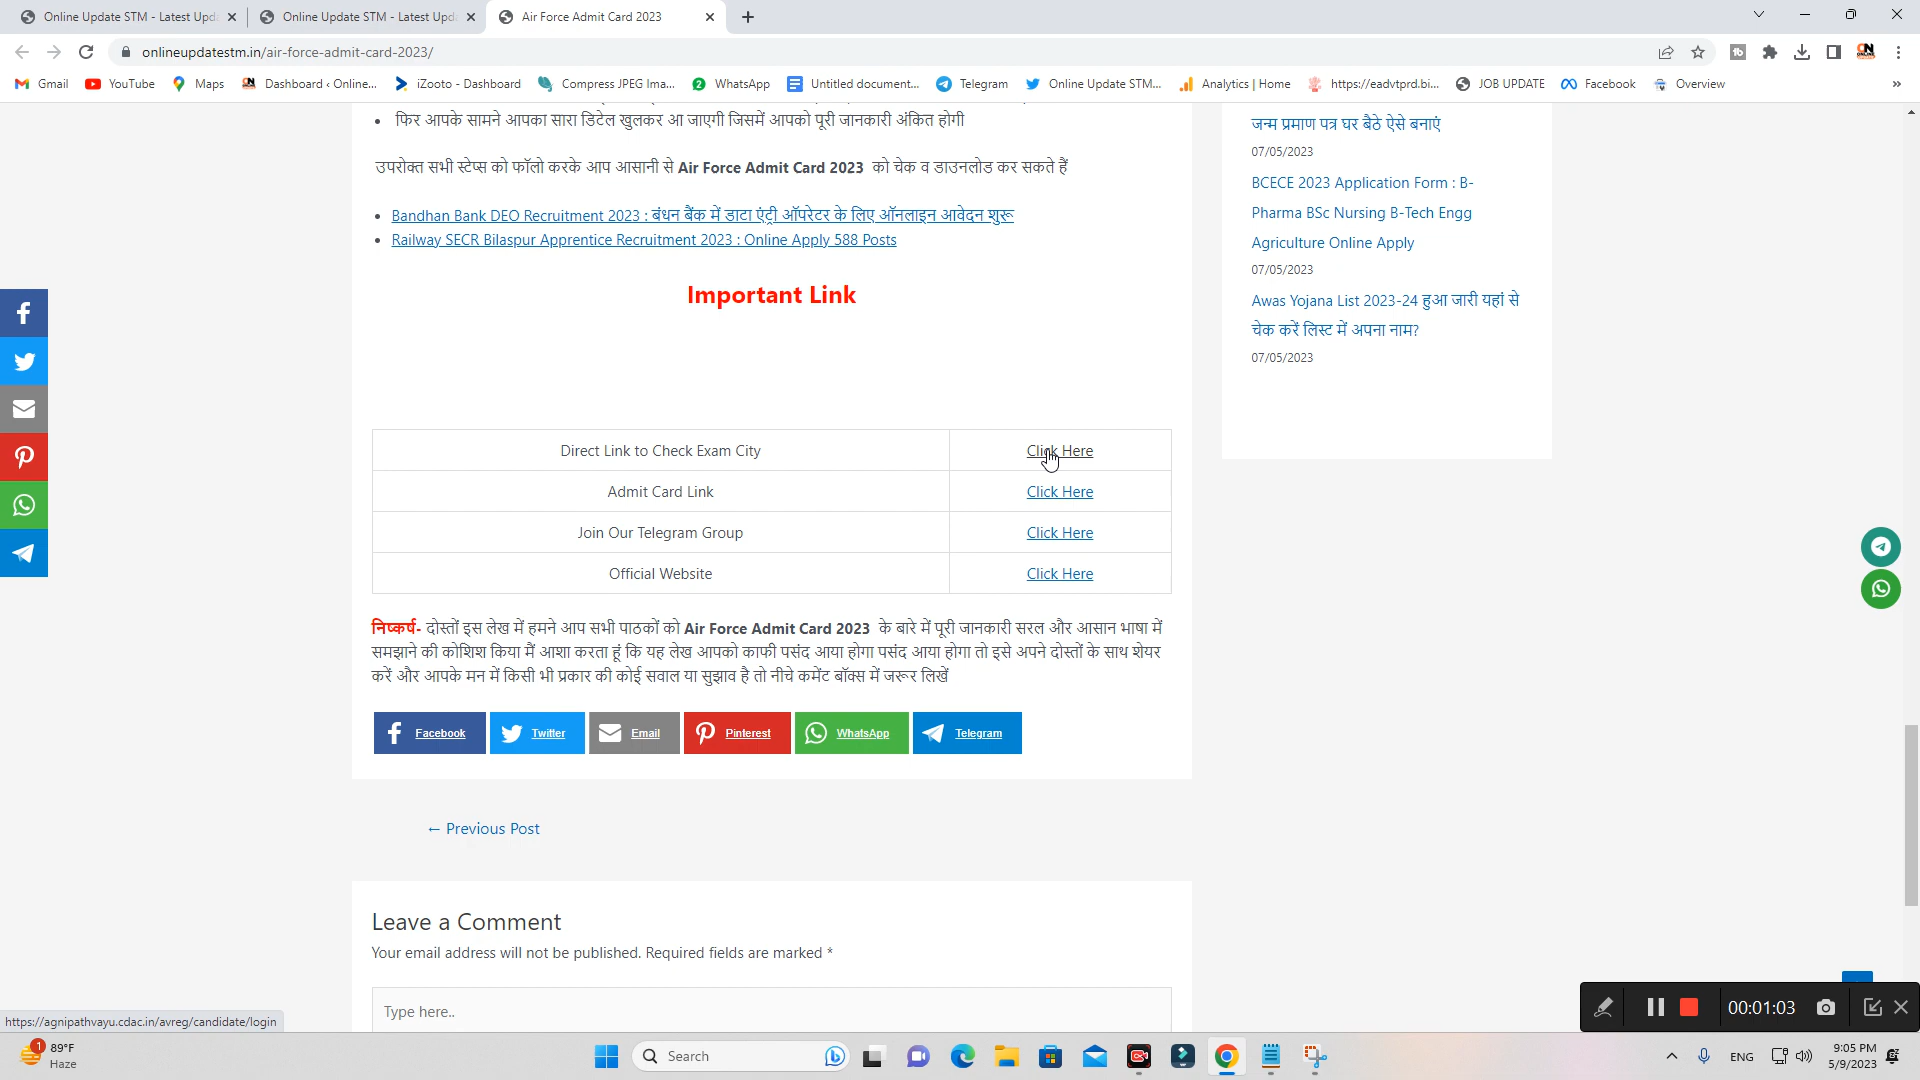 Online Update STM - Latest Upd
Online Update STM - Latest Upd
Air Force Admit Card 2023
onlineupdatestm.in/air-force-admit-card-2023/
Gmail
YouTube
Maps
Dashboard ‹ Online...
iZooto - Dashboard
Compress JPEG Ima...
WhatsApp
Untitled document...
Telegram
Online Update STM...
Analytics | Home
https://eadvtprd.bi...
JOB UPDATE
Facebook
Overview
फिर आपके सामने आपका सारा डिटेल खुलकर आ जाएगी जिसमें आपको पूरी जानकारी अंकित होगी
उपरोक्त सभी स्टेप्स को फॉलो करके आप आसानी से Air Force Admit Card 2023 को चेक व डाउनलोड कर सकते हैं
Bandhan Bank DEO Recruitment 2023 : बंधन बैंक में डाटा एंट्री ऑपरेटर के लिए ऑनलाइन आवेदन शुरू
Railway SECR Bilaspur Apprentice Recruitment 2023 : Online Apply 588 Posts
Important Link
Direct Link to Check Exam City
Click Here
Admit Card Link
Click Here
Join Our Telegram Group
Click Here
Official Website
Click Here
निष्कर्ष- दोस्तों इस लेख में हमने आप सभी पाठकों को Air Force Admit Card 2023 के बारे में पूरी जानकारी सरल और आसान भाषा में
समझाने की कोशिश किया मैं आशा करता हूं कि यह लेख आपको काफी पसंद आया होगा पसंद आया होगा तो इसे अपने दोस्तों के साथ शेयर
करें और आपके मन में किसी भी प्रकार की कोई सवाल या सुझाव है तो नीचे कमेंट बॉक्स में जरूर लिखें
Facebook
Twitter
Email
Pinterest
WhatsApp
Telegram
← Previous Post
Leave a Comment
Your email address will not be published. Required fields are marked *
Type here..
जन्म प्रमाण पत्र घर बैठे ऐसे बनाएं
07/05/2023
BCECE 2023 Application Form : B-
Pharma BSc Nursing B-Tech Engg
Agriculture Online Apply
07/05/2023
Awas Yojana List 2023-24 हुआ जारी यहां से
चेक करें लिस्ट में अपना नाम?
07/05/2023
00:01:03
https://agnipathvayu.cdac.in/avreg/candidate/login
1
89°F
Haze
Search
ENG
9:05 PM
5/9/2023